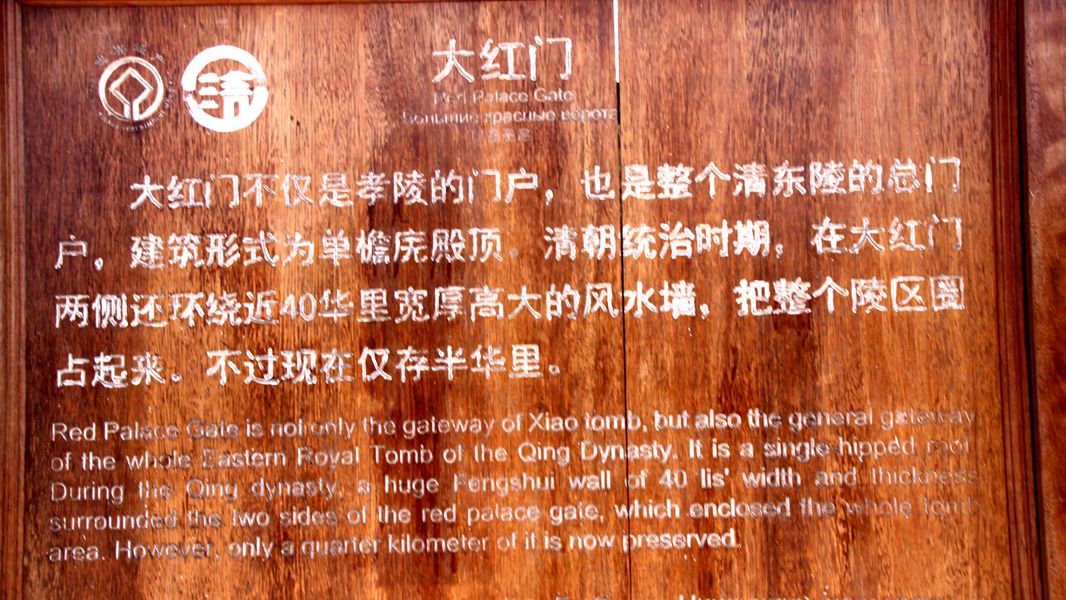 清
大红门
Red Palace Gate
Большие красные ворота
大红门不仅是孝陵的门户，也是整个清东陵的总门
户，建筑形式为单檐庑殿顶。清朝统治时期，在大红门
两侧还环绕近40华里宽厚高大的风水墙，把整个陵区圈
占起来。不过现在仅存半华里。
Red Palace Gate is not only the gateway of Xiao tomb, but also the general gateway
of the whole Eastern Royal Tomb of the Qing Dynasty. It is a single-hipped roof.
During the Qing dynasty, a huge Fengshui wall of 40 lis' width and thickness
surrounded the two sides of the red palace gate, which enclosed the whole tomb
area. However, only a quarter kilometer of it is now preserved.